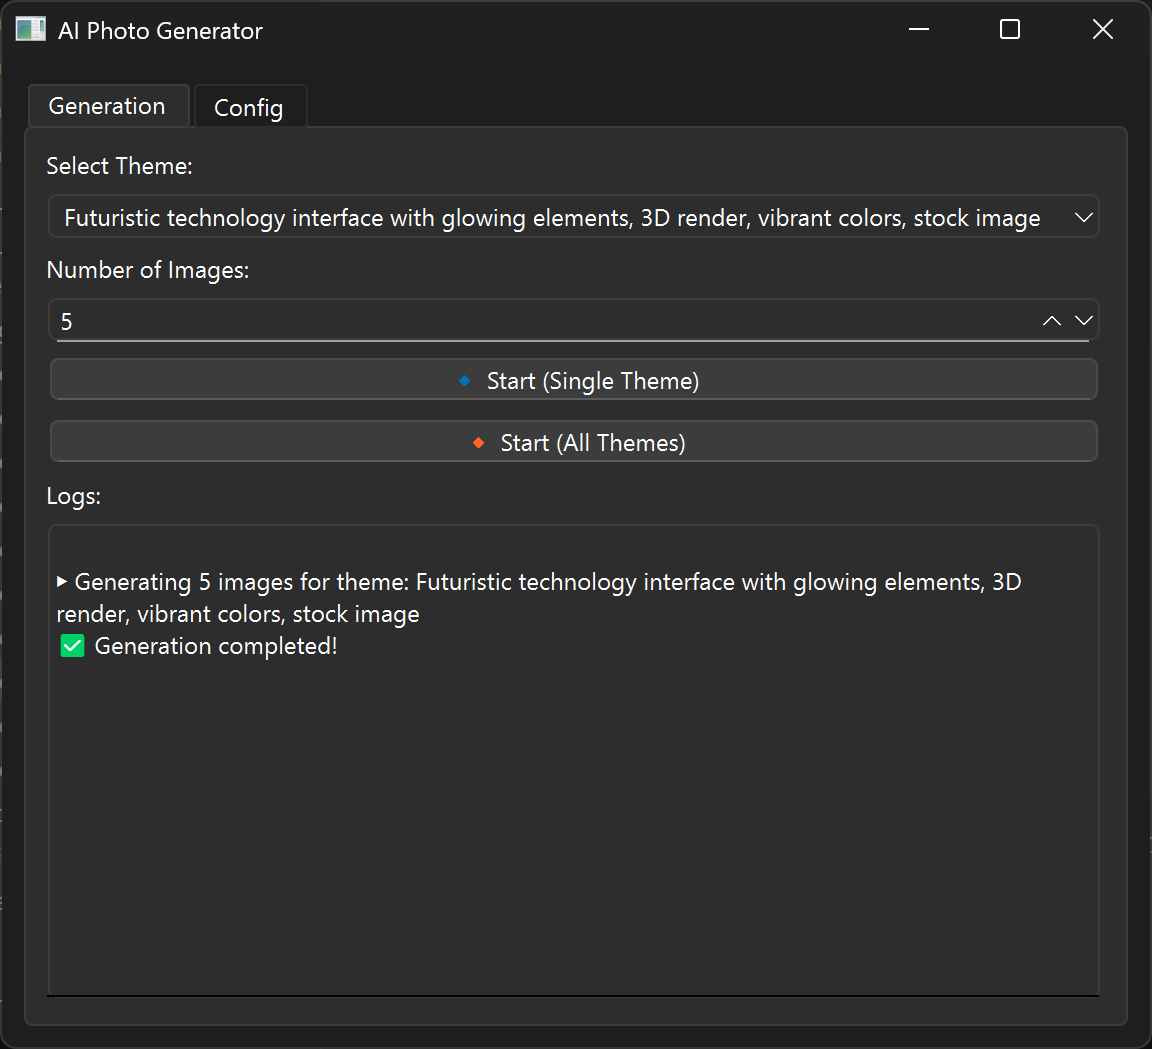 AI Photo Generator
Generation
Config
Select Theme:
Futuristic technology interface with glowing elements, 3D render, vibrant colors, stock image
Number of Images:
5
🔹 Start (Single Theme)
🔸 Start (All Themes)
Logs:
▶ Generating 5 images for theme: Futuristic technology interface with glowing elements, 3D
render, vibrant colors, stock image
✅ Generation completed!